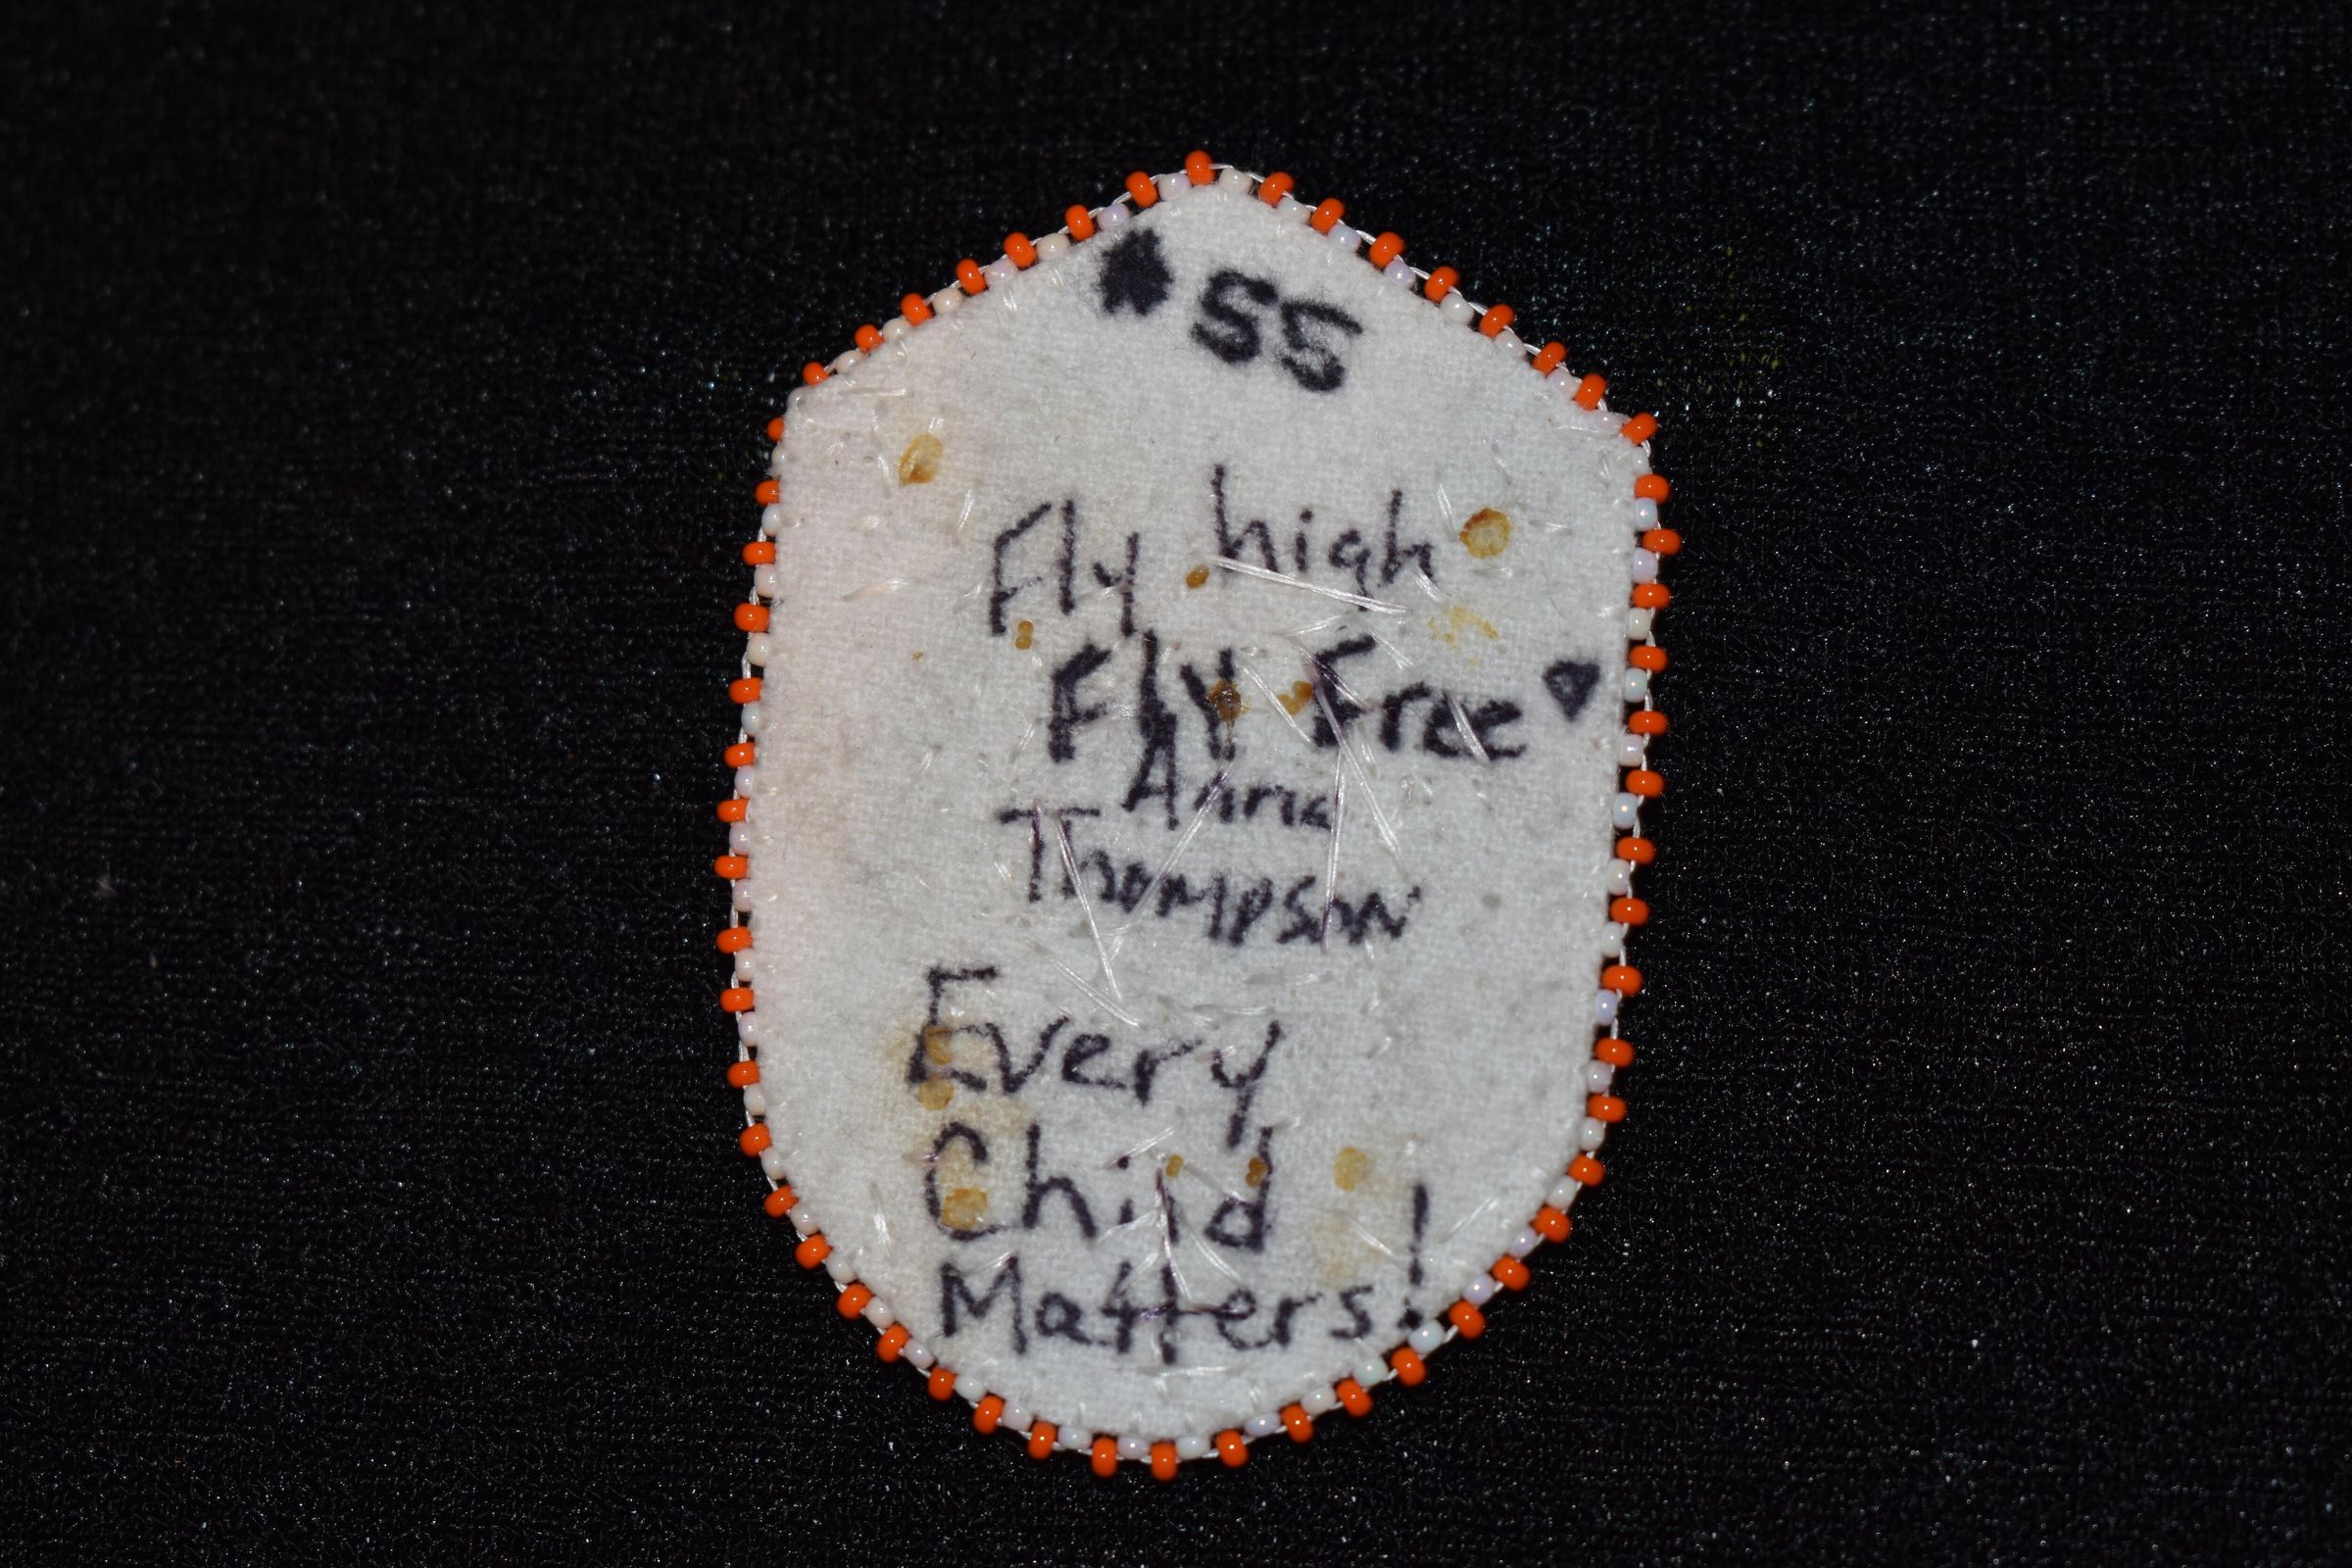 #55
Fly high
Fly Free ♥
Anna
Thompson
Every
Child
Matters!